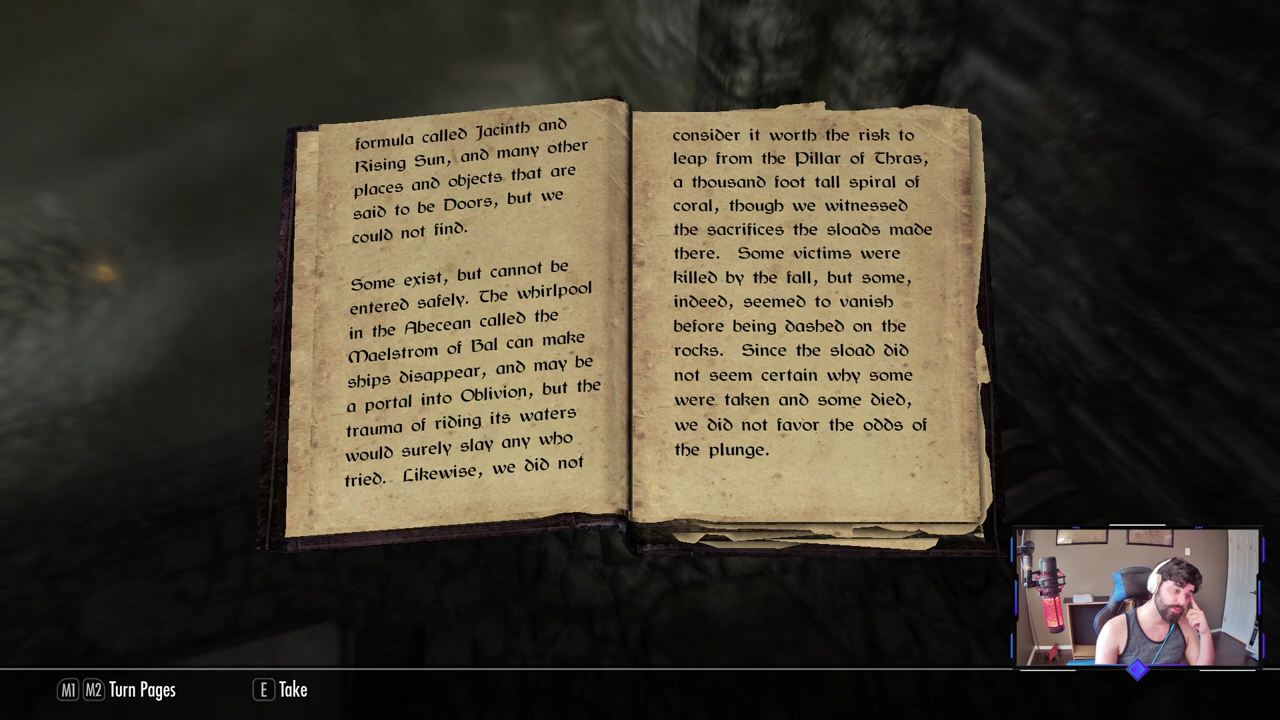 formula called Jacinth and
Rising Sun, and many other
places and objects that are
said to be Doors, but we
could not find.
Some exist, but cannot be
entered safely. The whirlpool
in the Abecean called the
Maelstrom of Bal can make
ships disappear, and may be
a portal into Oblivion, but the
trauma of riding its waters
would surely slay any who
tried. Likewise, we did not
consider it worth the risk to
leap from the Pillar of Thras,
a thousand foot tall spiral of
coral, though we witnessed
the sacrifices the sloads made
there. Some victims were
killed by the fall, but some,
indeed, seemed to vanish
before being dashed on the
rocks. Since the sload did
not seem certain why some
were taken and some died,
we did not favor the odds of
the plunge.
M1 M2 Turn Pages
E Take